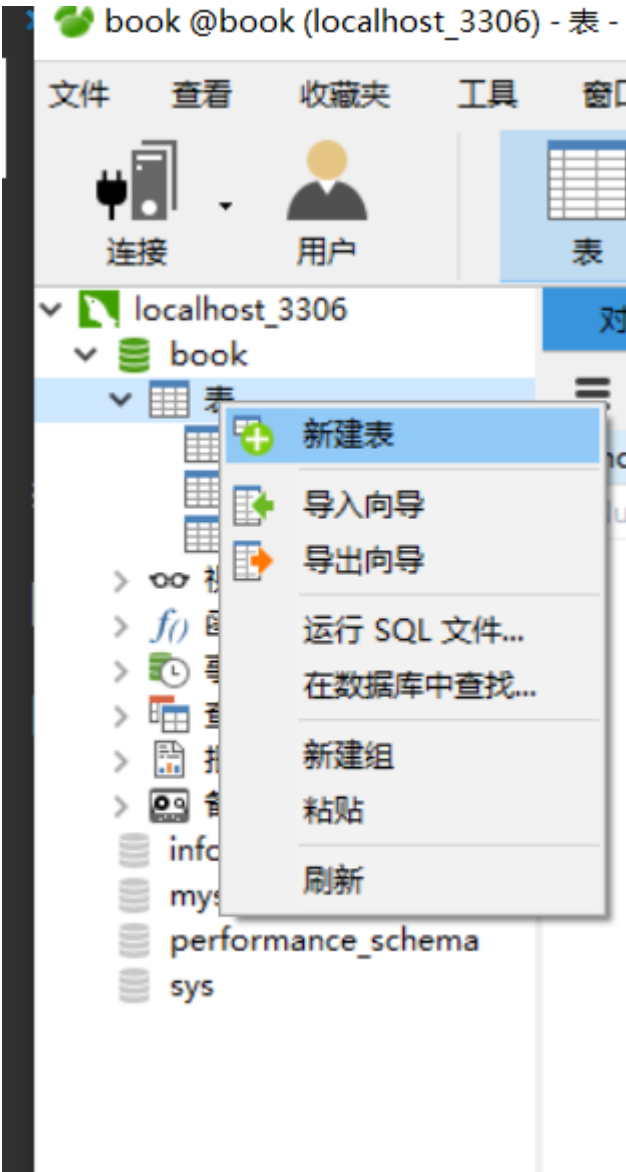 book @book (localhost_3306) - 表 -
文件 查看 收藏夹 工具
连接 用户 表
localhost_3306
对
book
表
新建表
导入向导
导出向导
运行 SQL 文件...
在数据库中查找...
新建组
粘贴
刷新
f()
performance_schema
sys